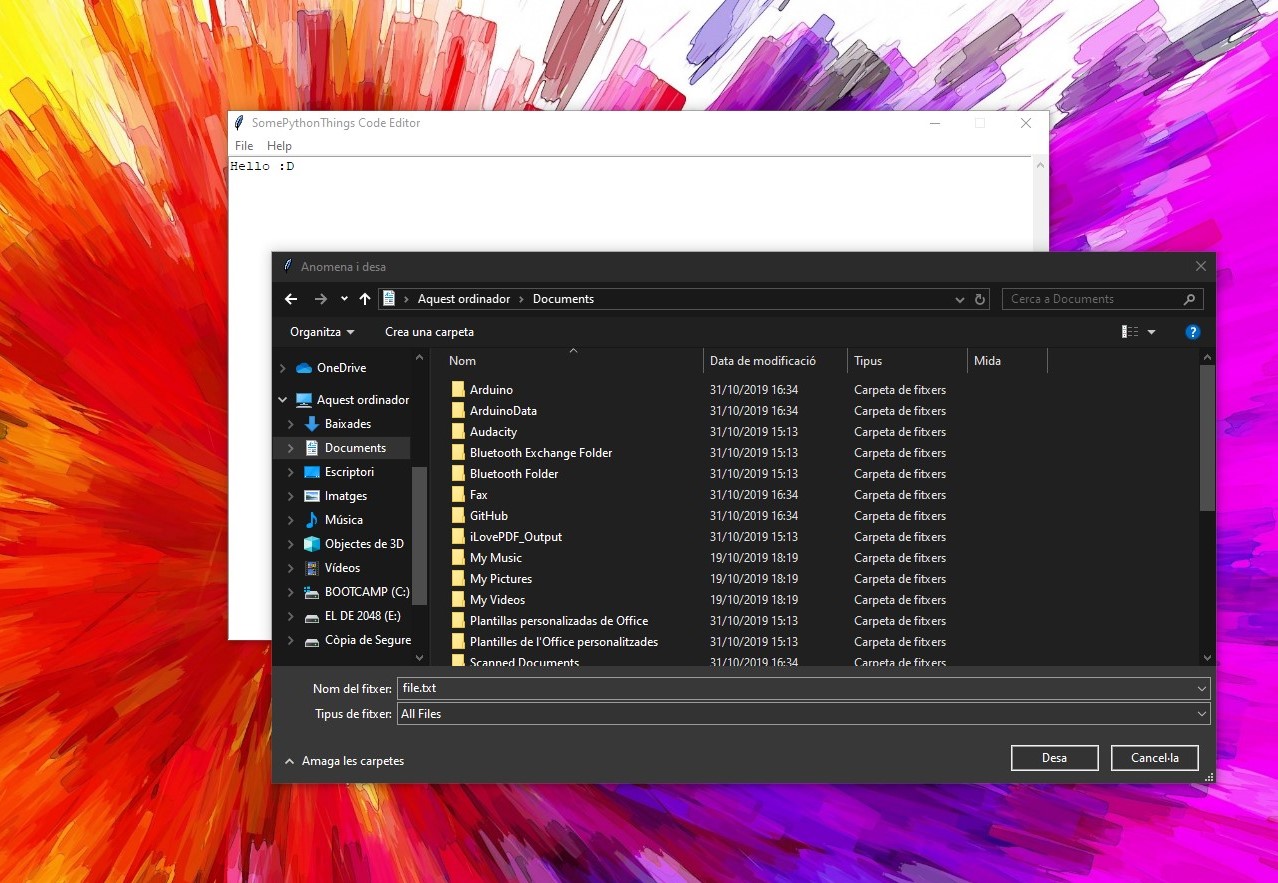 SomePythonThings Code Editor
File Help
Hello :D
Anomena i desa
Aquest ordinador Documents
Cerca a Documents
Organitza Crea una carpeta
OneDrive
Aquest ordinador
Baixades
Documents
Escriptori
Imatges
Música
Objectes de 3D
Vídeos
BOOTCAMP (C:)
EL DE 2048 (E:)
Còpia de Segure
Nom Data de modificació Tipus Mida
Arduino 31/10/2019 16:34 Carpeta de fitxers
ArduinoData 31/10/2019 16:34 Carpeta de fitxers
Audacity 31/10/2019 15:13 Carpeta de fitxers
Bluetooth Exchange Folder 31/10/2019 15:13 Carpeta de fitxers
Bluetooth Folder 31/10/2019 15:13 Carpeta de fitxers
Fax 31/10/2019 16:34 Carpeta de fitxers
GitHub 31/10/2019 16:34 Carpeta de fitxers
iLovePDF_Output 31/10/2019 15:13 Carpeta de fitxers
My Music 19/10/2019 18:19 Carpeta de fitxers
My Pictures 19/10/2019 18:19 Carpeta de fitxers
My Videos 19/10/2019 18:19 Carpeta de fitxers
Plantillas personalizadas de Office 31/10/2019 15:13 Carpeta de fitxers
Plantilles de l'Office personalitzades 31/10/2019 15:13 Carpeta de fitxers
Scanned Documents 31/10/2019 16:34 Carpeta de fitxers
Nom del fitxer: file.txt
Tipus de fitxer: All Files
Amaga les carpetes
Desa Cancel·la